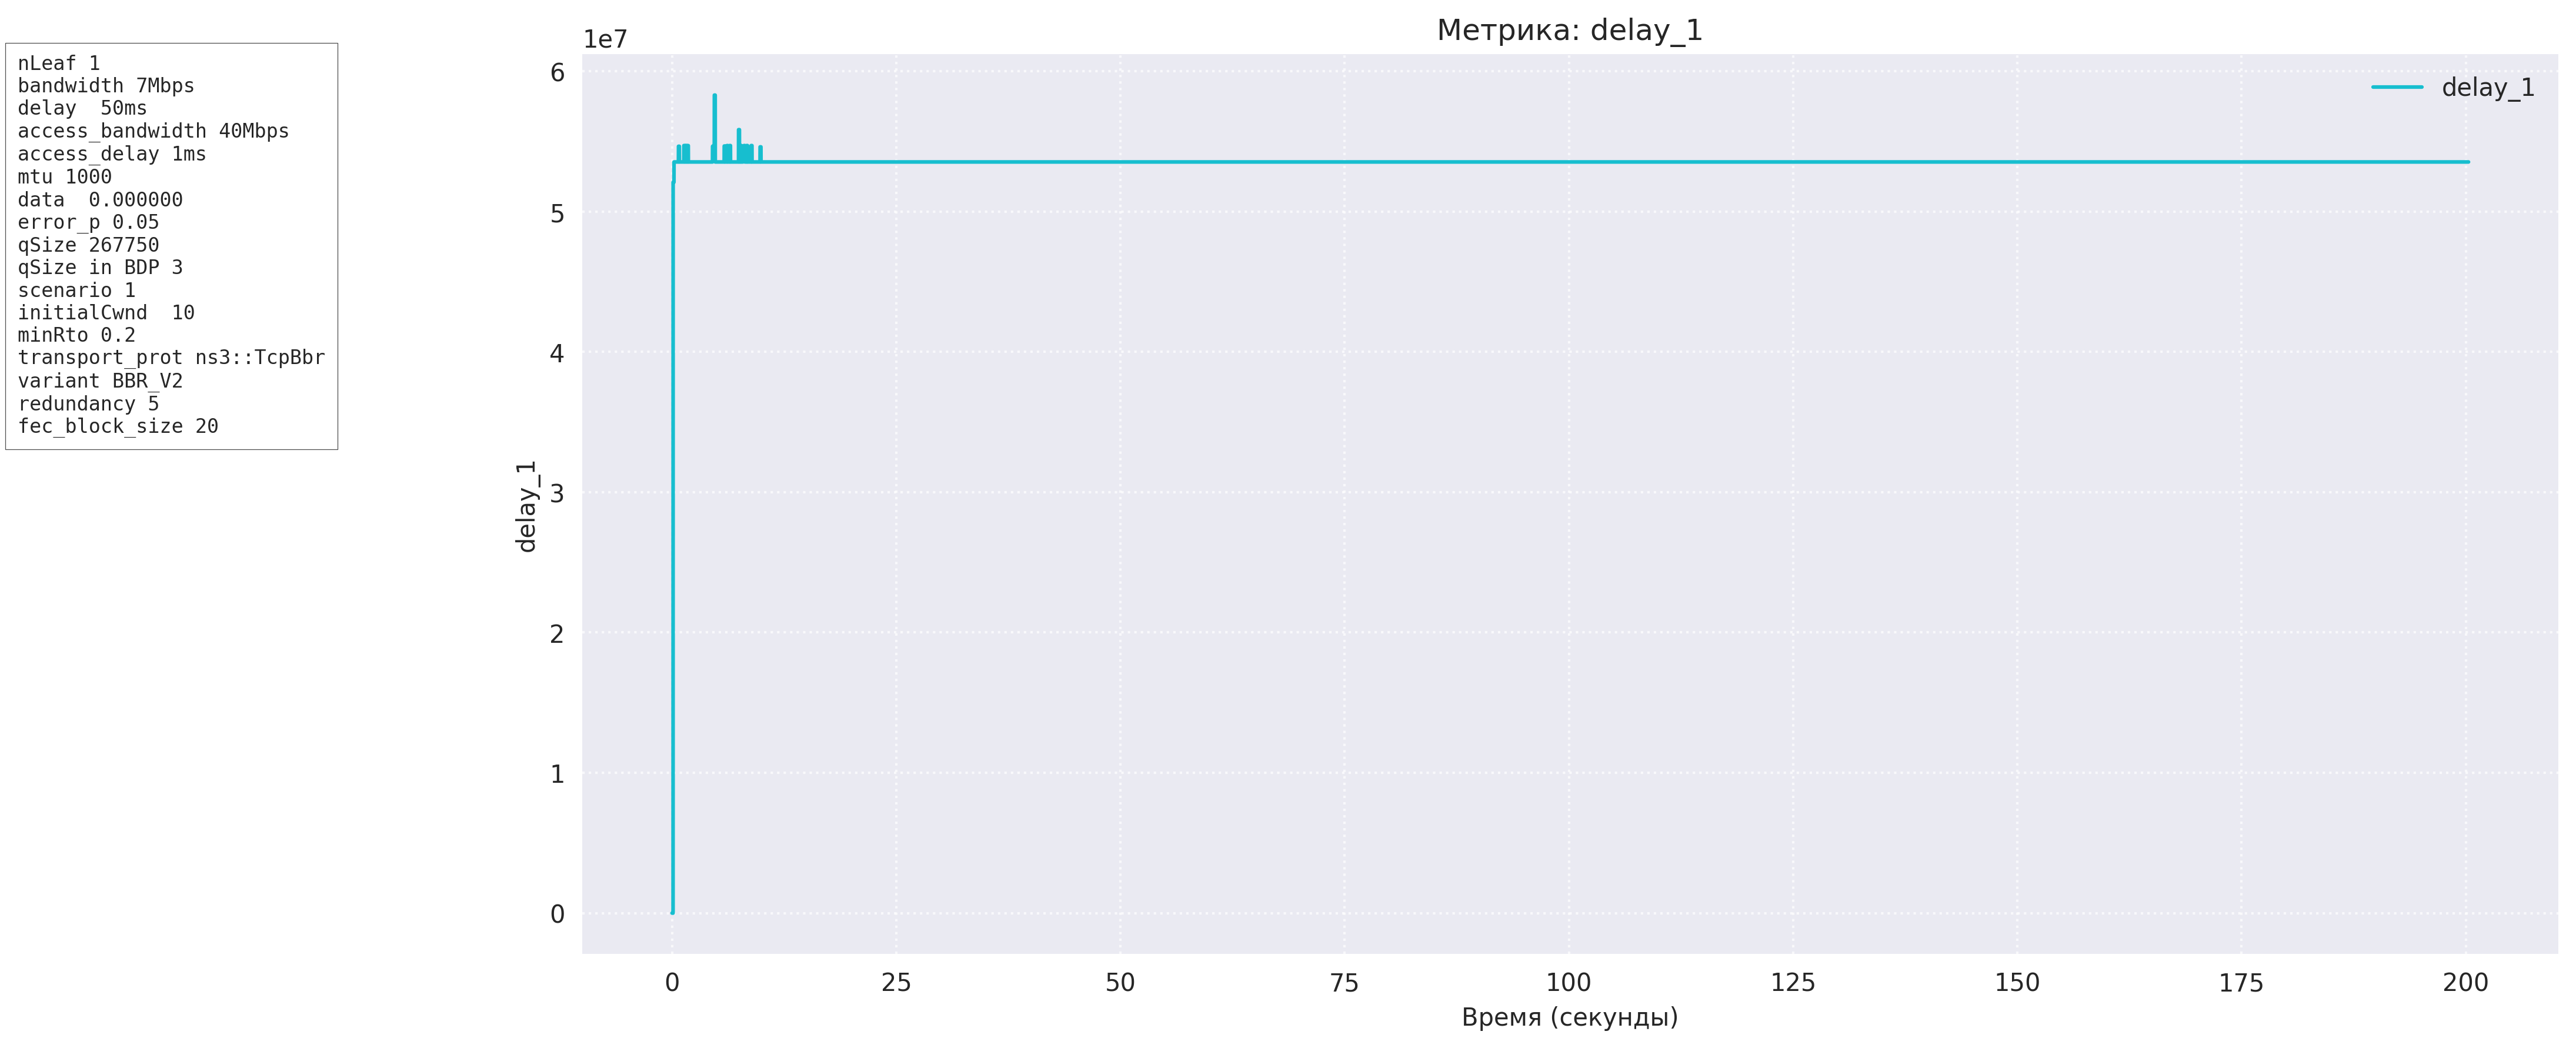 nLeaf 1
bandwidth 7Mbps
delay  50ms
access_bandwidth 40Mbps
access_delay 1ms
mtu 1000
data  0.000000
error_p 0.05
qSize 267750
qSize in BDP 3
scenario 1
initialCwnd  10
minRto 0.2
transport_prot ns3::TcpBbr
variant BBR_V2
redundancy 5
fec_block_size 20
Метрика: delay_1
1e7
delay_1
6
5
4
3
2
1
0
delay_1
0 25 50 75 100 125 150 175 200
Время (секунды)